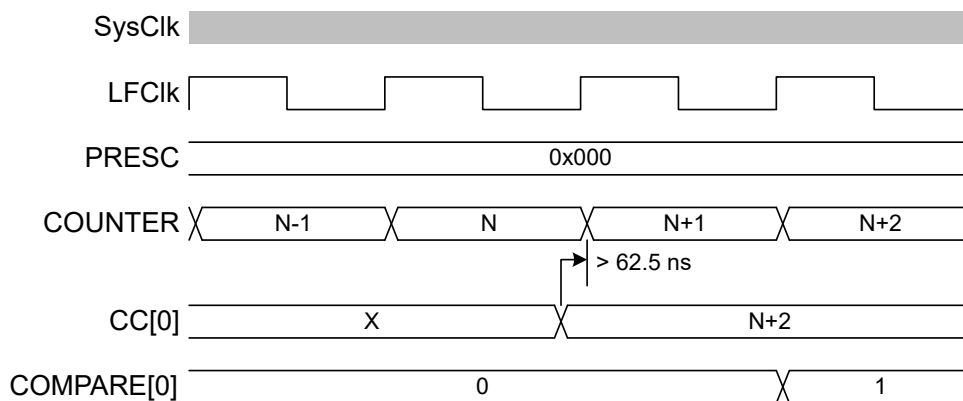 SysClk
LFClk
PRESC 0x000
COUNTER N-1 N N+1 N+2
> 62.5 ns
CC[0] X N+2
COMPARE[0] 0 1